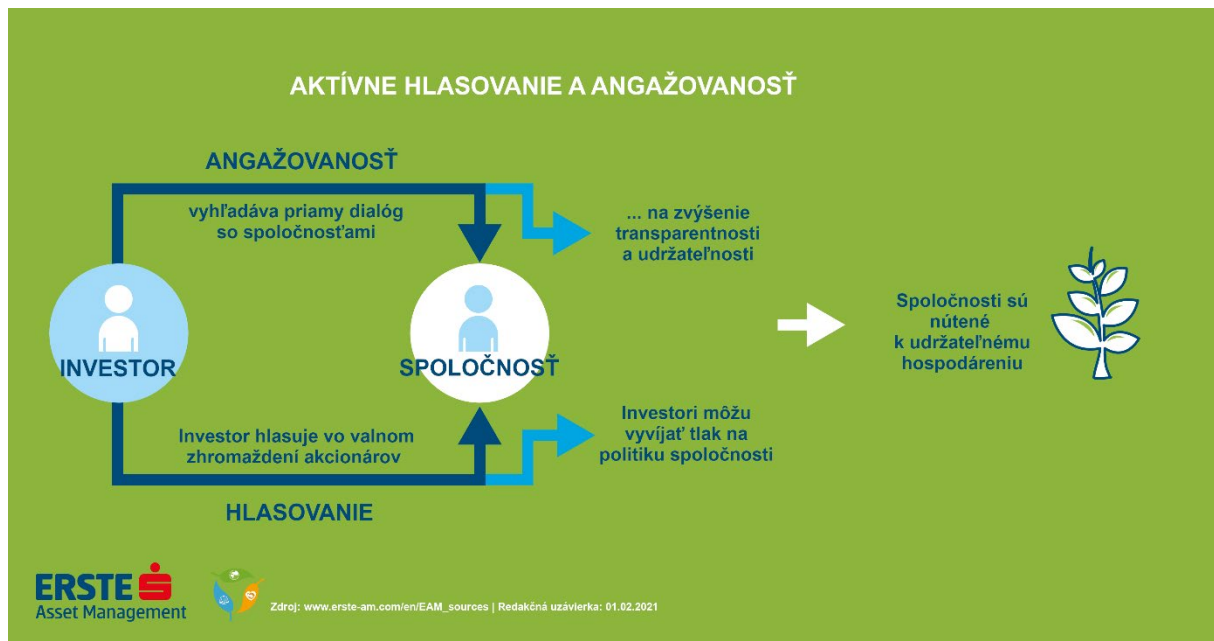 AKTÍVNE HLASOVANIE A ANGAŽOVANOSŤ
ANGAŽOVANOSŤ
vyhľadáva priamy dialóg
so spoločnosťami
... na zvýšenie
transparentnosti
a udržateľnosti
INVESTOR
SPOLOČNOSŤ
Spoločnosti sú
nútené
k udržateľnému
hospodáreniu
Investor hlasuje vo valnom
zhromaždení akcionárov
Investori môžu
vyvíjať tlak na
politiku spoločnosti
HLASOVANIE
ERSTE
Asset Management
Zdroj: www.erste-am.com/en/EAM_sources | Redakčná uzávierka: 01.02.2021